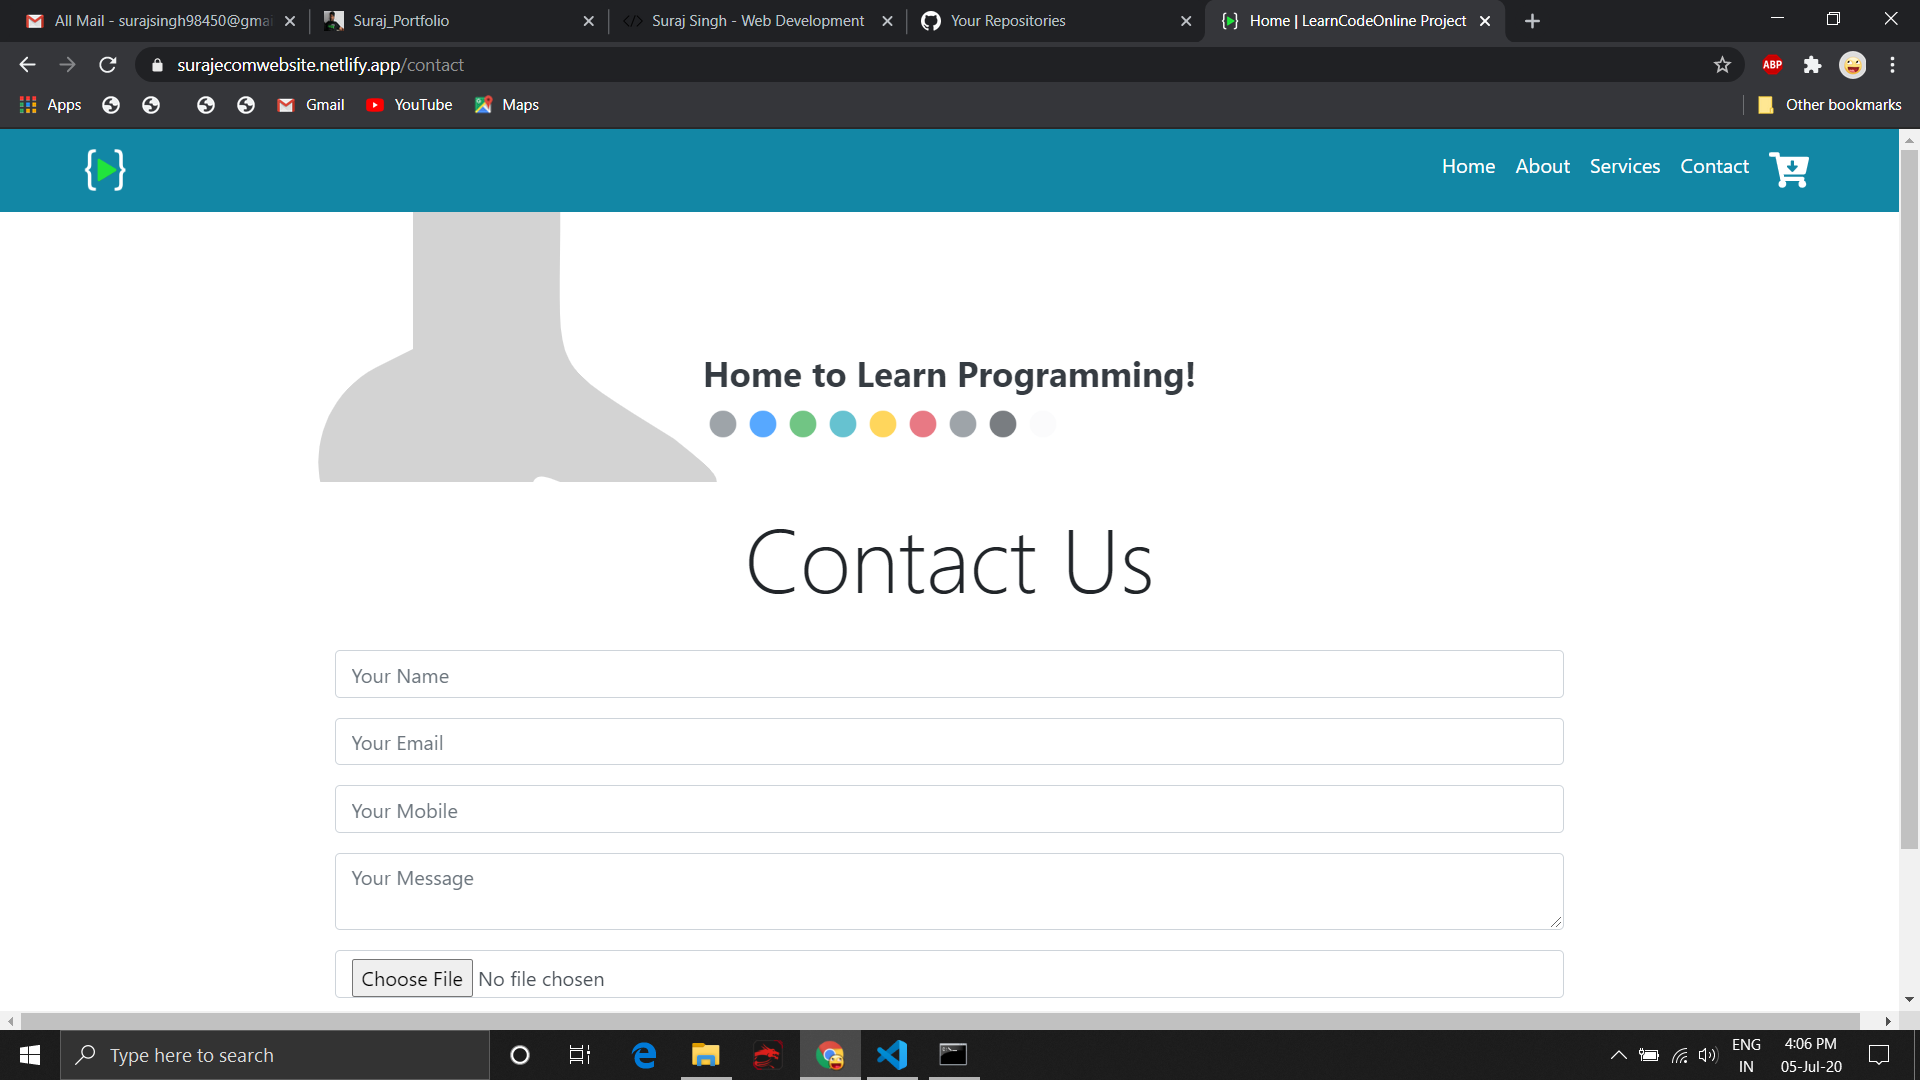 All Mail - surajsingh98450@gmai
Suraj_Portfolio
</> Suraj Singh - Web Development
Your Repositories
Home | LearnCodeOnline Project
surajecomwebsite.netlify.app/contact
ABP
Apps
Gmail
YouTube
Maps
Other bookmarks
Home
About
Services
Contact
Home to Learn Programming!
Contact Us
Your Name
Your Email
Your Mobile
Your Message
Choose File No file chosen
Type here to search
ENG
IN
4:06 PM
05-Jul-20